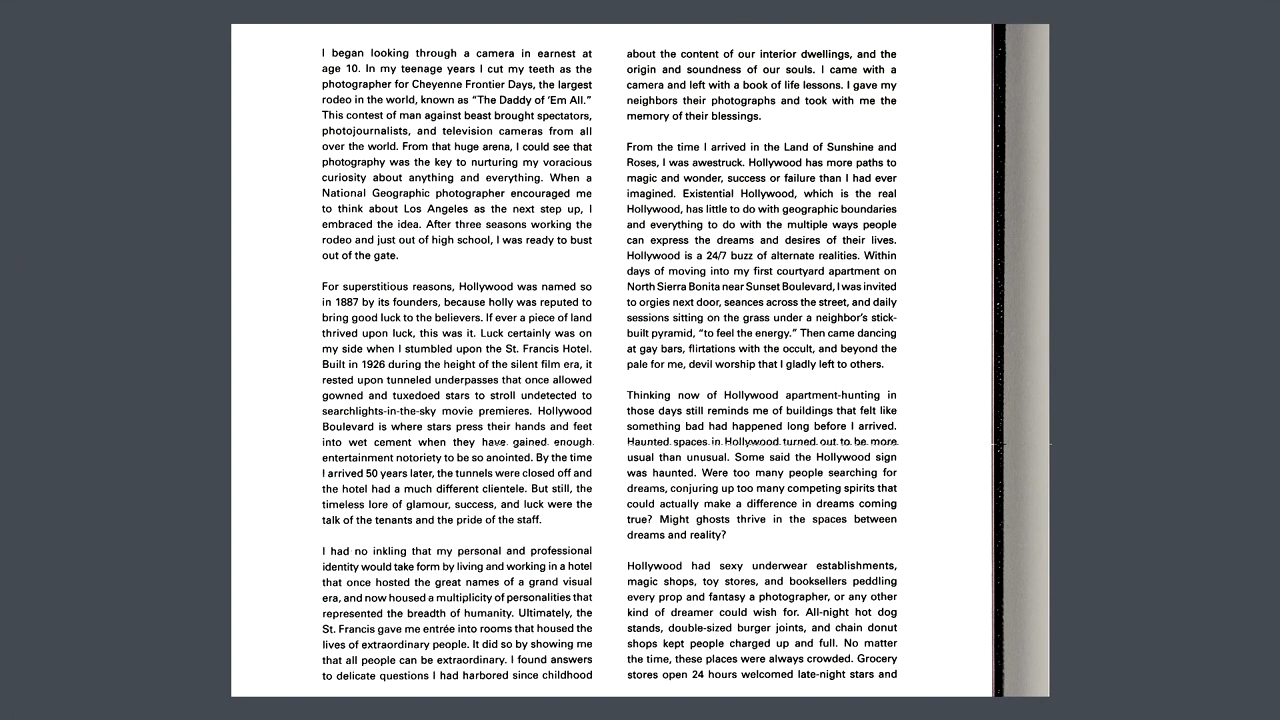 I began looking through a camera in earnest at
age 10. In my teenage years I cut my teeth as the
photographer for Cheyenne Frontier Days, the largest
rodeo in the world, known as “The Daddy of ’Em All.”
This contest of man against beast brought spectators,
photojournalists, and television cameras from all
over the world. From that huge arena, I could see that
photography was the key to nurturing my voracious
curiosity about anything and everything. When a
National Geographic photographer encouraged me
to think about Los Angeles as the next step up, I
embraced the idea. After three seasons working the
rodeo and just out of high school, I was ready to bust
out of the gate.
For superstitious reasons, Hollywood was named so
in 1887 by its founders, because holly was reputed to
bring good luck to the believers. If ever a piece of land
thrived upon luck, this was it. Luck certainly was on
my side when I stumbled upon the St. Francis Hotel.
Built in 1926 during the height of the silent film era, it
rested upon tunneled underpasses that once allowed
gowned and tuxedoed stars to stroll undetected to
searchlights-in-the-sky movie premieres. Hollywood
Boulevard is where stars press their hands and feet
into wet cement when they have gained enough
entertainment notoriety to be so anointed. By the time
I arrived 50 years later, the tunnels were closed off and
the hotel had a much different clientele. But still, the
timeless lore of glamour, success, and luck were the
talk of the tenants and the pride of the staff.
I had no inkling that my personal and professional
identity would take form by living and working in a hotel
that once hosted the great names of a grand visual
era, and now housed a multiplicity of personalities that
represented the breadth of humanity. Ultimately, the
St. Francis gave me entrée into rooms that housed the
lives of extraordinary people. It did so by showing me
that all people can be extraordinary. I found answers
to delicate questions I had harbored since childhood
about the content of our interior dwellings, and the
origin and soundness of our souls. I came with a
camera and left with a book of life lessons. I gave my
neighbors their photographs and took with me the
memory of their blessings.
From the time I arrived in the Land of Sunshine and
Roses, I was awestruck. Hollywood has more paths to
magic and wonder, success or failure than I had ever
imagined. Existential Hollywood, which is the real
Hollywood, has little to do with geographic boundaries
and everything to do with the multiple ways people
can express the dreams and desires of their lives.
Hollywood is a 24/7 buzz of alternate realities. Within
days of moving into my first courtyard apartment on
North Sierra Bonita near Sunset Boulevard, I was invited
to orgies next door, seances across the street, and daily
sessions sitting on the grass under a neighbor’s stick-
built pyramid, “to feel the energy.” Then came dancing
at gay bars, flirtations with the occult, and beyond the
pale for me, devil worship that I gladly left to others.
Thinking now of Hollywood apartment-hunting in
those days still reminds me of buildings that felt like
something bad had happened long before I arrived.
Haunted spaces in Hollywood turned out to be more
usual than unusual. Some said the Hollywood sign
was haunted. Were too many people searching for
dreams, conjuring up too many competing spirits that
could actually make a difference in dreams coming
true? Might ghosts thrive in the spaces between
dreams and reality?
Hollywood had sexy underwear establishments,
magic shops, toy stores, and booksellers peddling
every prop and fantasy a photographer, or any other
kind of dreamer could wish for. All-night hot dog
stands, double-sized burger joints, and chain donut
shops kept people charged up and full. No matter
the time, these places were always crowded. Grocery
stores open 24 hours welcomed late-night stars and